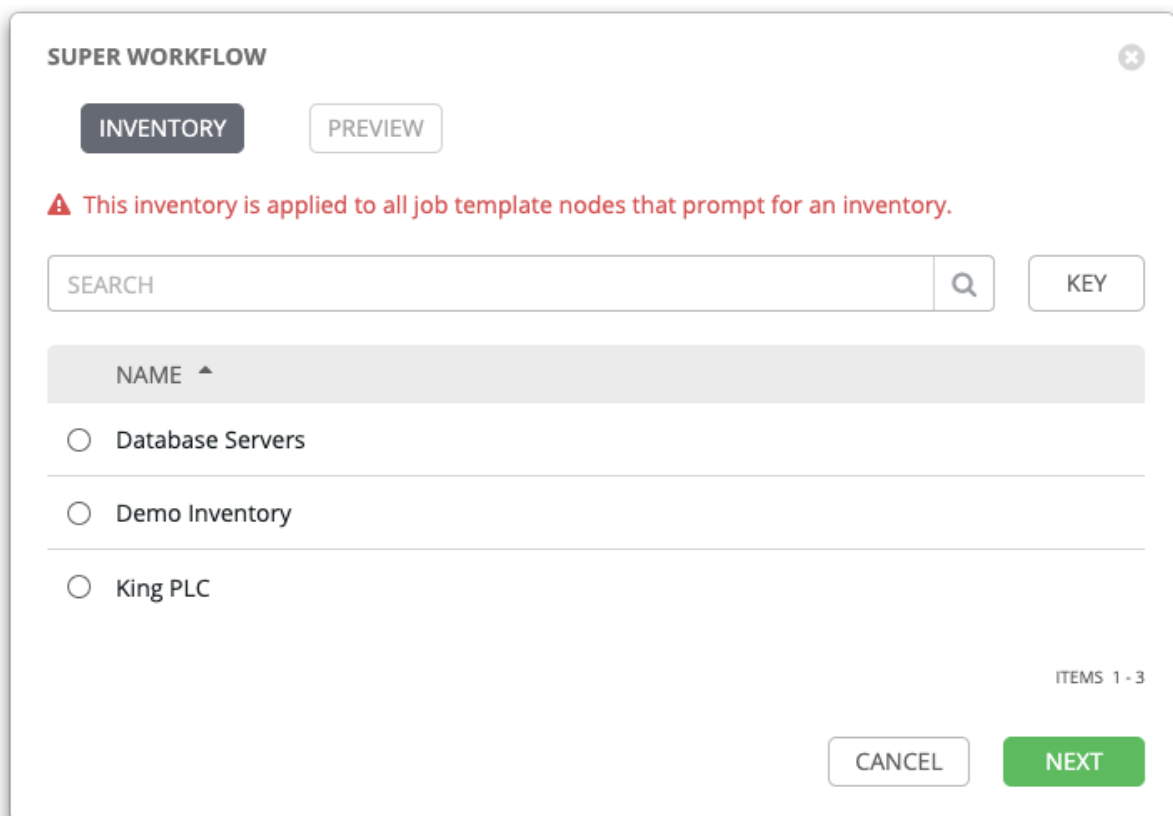 SUPER WORKFLOW
INVENTORY PREVIEW
This inventory is applied to all job template nodes that prompt for an inventory.
SEARCH KEY
NAME
Database Servers
Demo Inventory
King PLC
ITEMS 1 - 3
CANCEL NEXT